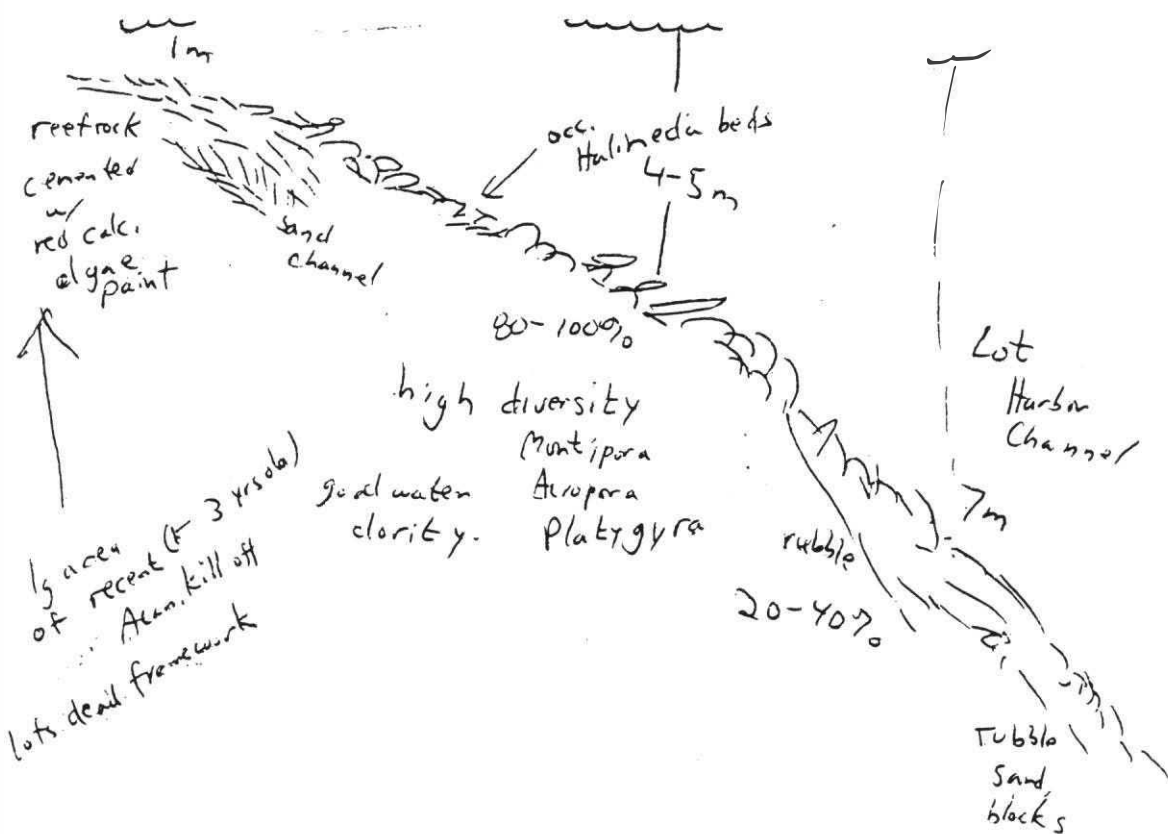 1m
reefrock
cemented
w/
red calc.
algae
paint
sand
channel
occ.
Halimeda beds
4-5m
80-100%
high diversity
Montipora
Acropora
Platygyra
good water
clarity.
Lot
Harbor
Channel
7m
rubble
20-40%
rubble
sand
blocks
lg area
of recent (← 3 yrs old)
Acan. kill off
lots dead framework